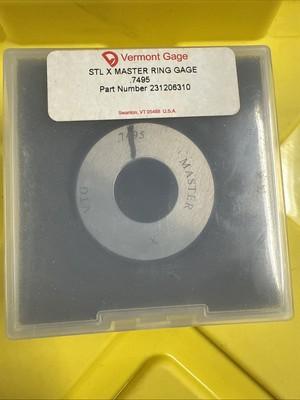 Vermont Gage
STL X MASTER RING GAGE
.7495
Part Number 231206310
Swanton, VT 05488 U.S.A.
.7495
MASTER
X